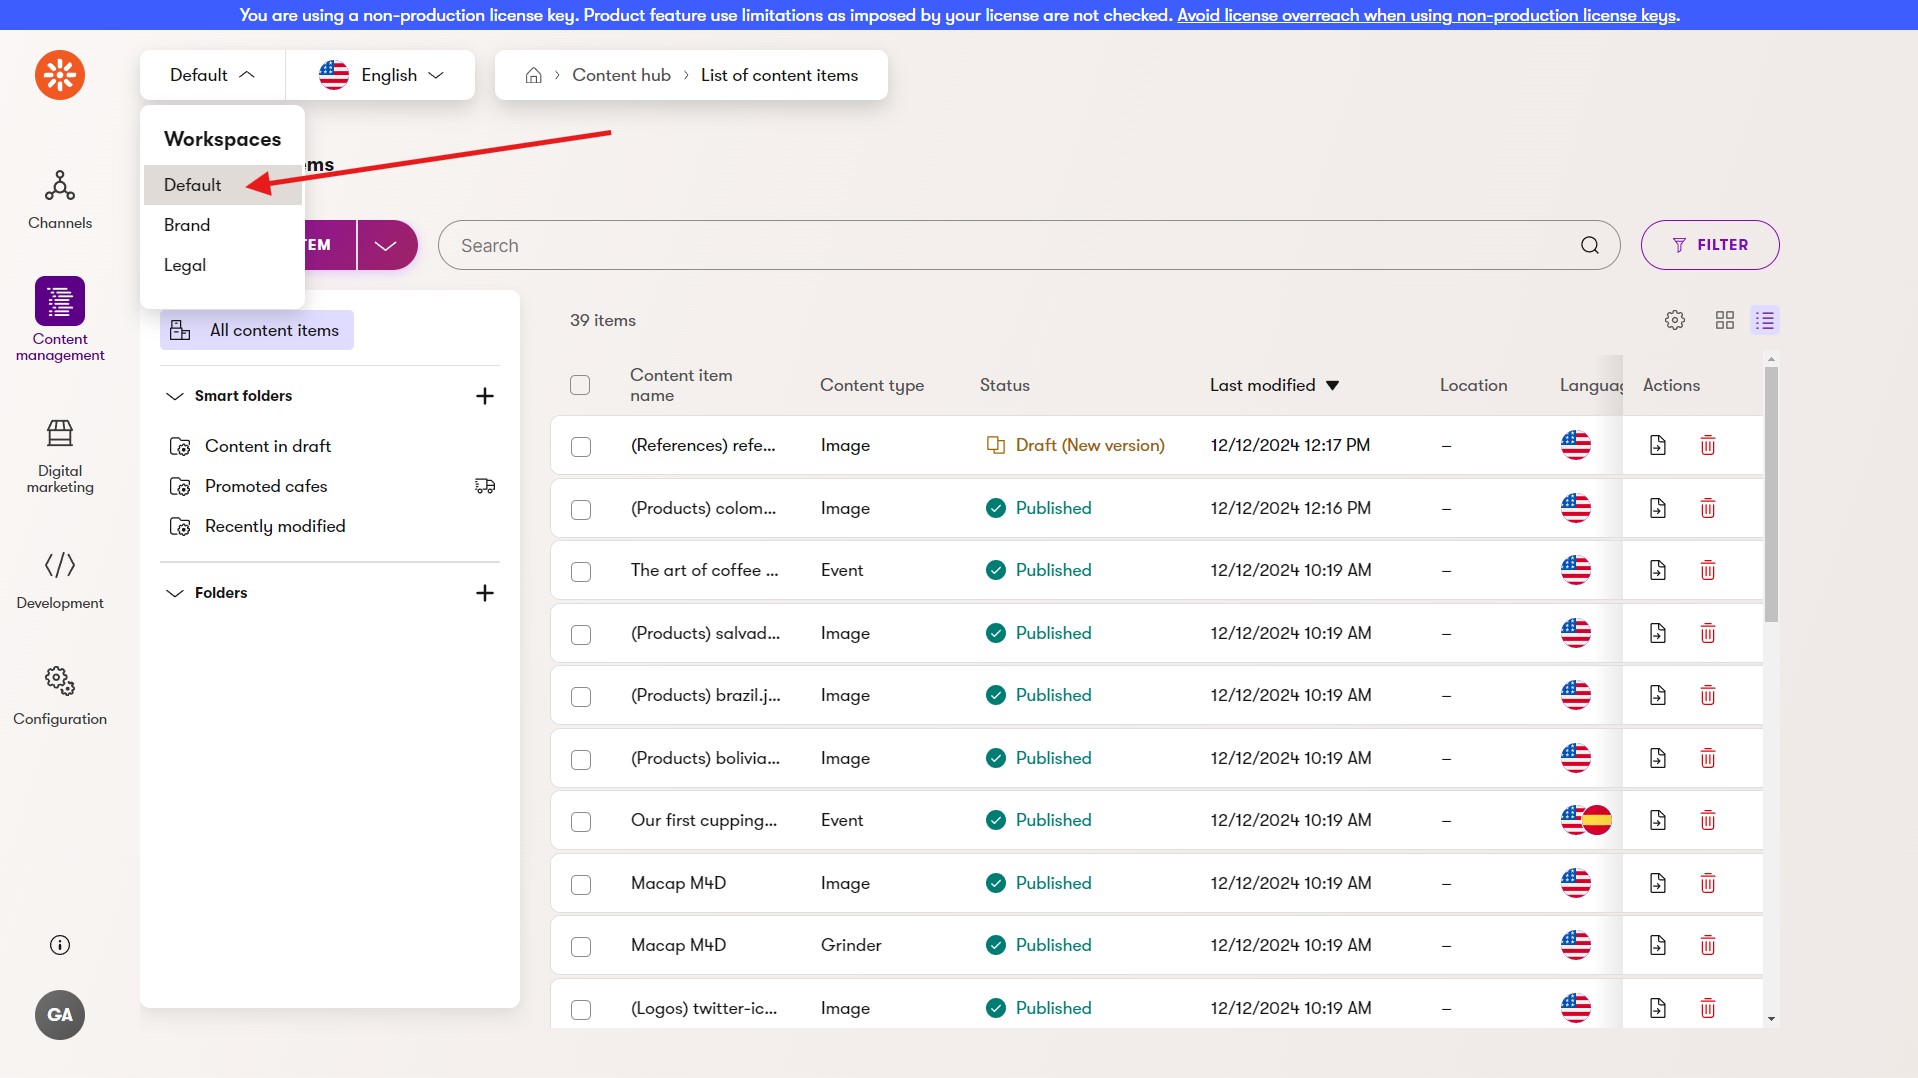 You are using a non-production license key. Product feature use limitations as imposed by your license are not checked. Avoid license overreach when using non-production license keys.
Default
English
Content hub
List of content items
Workspaces
Default
Brand
Legal
ems
TEM
Search
FILTER
Channels
Content
management
Digital
marketing
Development
Configuration
GA
All content items
Smart folders
Content in draft
Promoted cafes
Recently modified
Folders
39 items
Content item
name
Content type Status Last modified Location Languag Actions
(References) refe... Image Draft (New version) 12/12/2024 12:17 PM –
(Products) colom... Image Published 12/12/2024 12:16 PM –
The art of coffee ... Event Published 12/12/2024 10:19 AM –
(Products) salvad... Image Published 12/12/2024 10:19 AM –
(Products) brazil.j... Image Published 12/12/2024 10:19 AM –
(Products) bolivia... Image Published 12/12/2024 10:19 AM –
Our first cupping... Event Published 12/12/2024 10:19 AM –
Macap M4D Image Published 12/12/2024 10:19 AM –
Macap M4D Grinder Published 12/12/2024 10:19 AM –
(Logos) twitter-ic... Image Published 12/12/2024 10:19 AM –